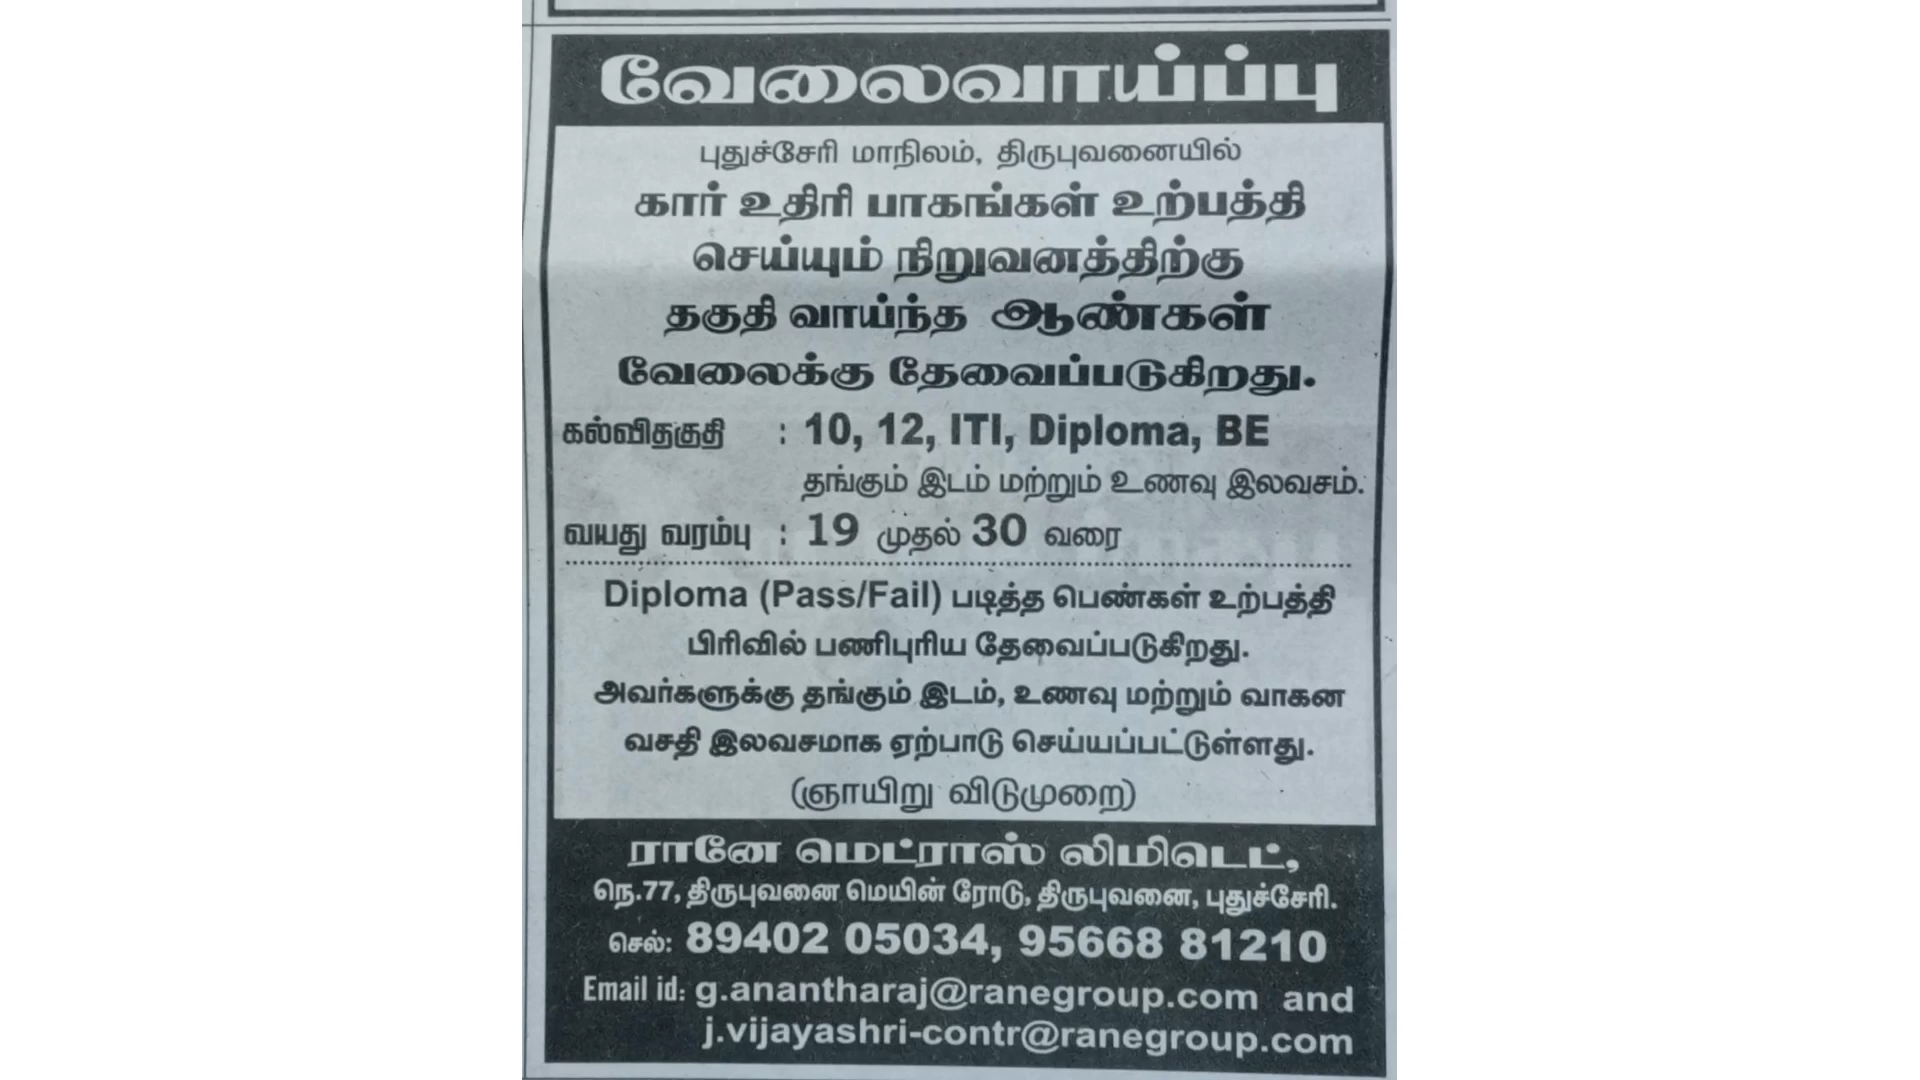 வேலைவாய்ப்பு
புதுச்சேரி மாநிலம், திருபுவனையில்
கார் உதிரி பாகங்கள் உற்பத்தி
செய்யும் நிறுவனத்திற்கு
தகுதி வாய்ந்த ஆண்கள்
வேலைக்கு தேவைப்படுகிறது.
கல்விதகுதி : 10, 12, ITI, Diploma, BE
தங்கும் இடம் மற்றும் உணவு இலவசம்.
வயது வரம்பு : 19 முதல் 30 வரை
Diploma (Pass/Fail) படித்த பெண்கள் உற்பத்தி
பிரிவில் பணிபுரிய தேவைப்படுகிறது.
அவர்களுக்கு தங்கும் இடம், உணவு மற்றும் வாகன
வசதி இலவசமாக ஏற்பாடு செய்யப்பட்டுள்ளது.
(ஞாயிறு விடுமுறை)
ரானே மெட்ராஸ் லிமிடெட்,
நெ.77, திருபுவனை மெயின் ரோடு, திருபுவனை, புதுச்சேரி.
செல்: 89402 05034, 95668 81210
Email id: g.anantharaj@ranegroup.com and
j.vijayashri-contr@ranegroup.com